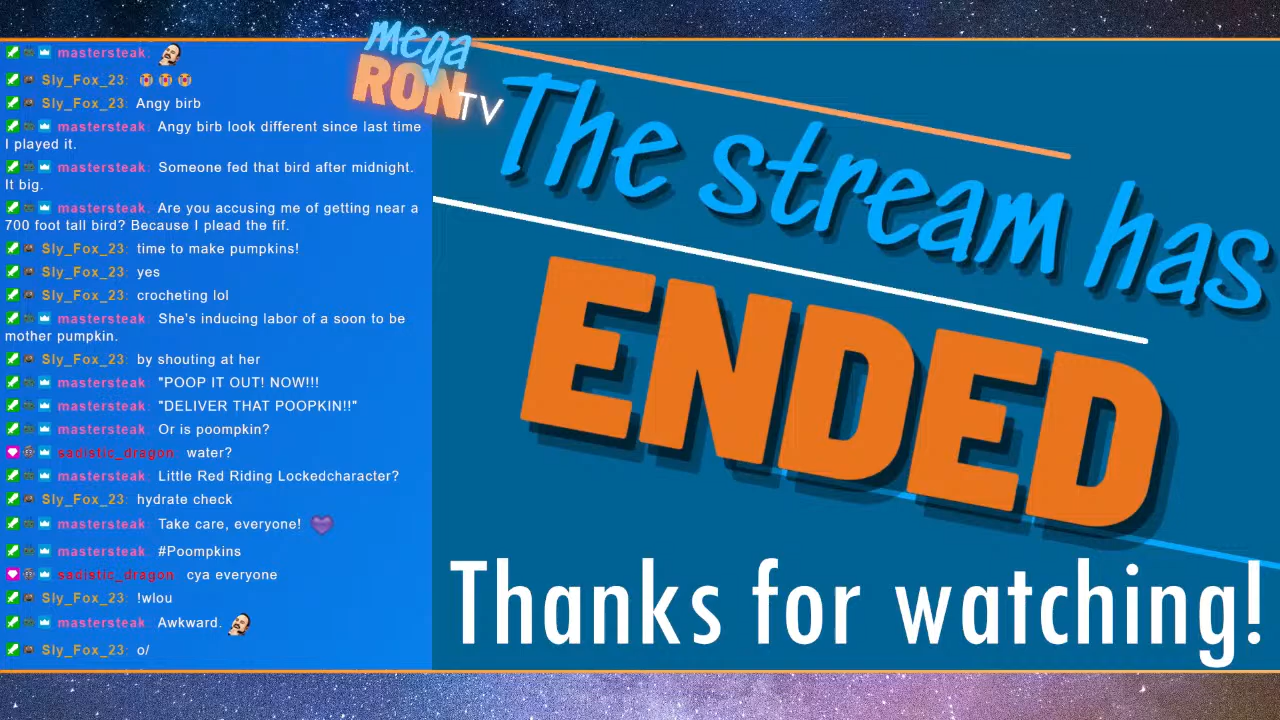 mega
RON
TV
mastersteak:
Sly_Fox_23:
Sly_Fox_23: Angy birb
mastersteak: Angy birb look different since last time
I played it.
mastersteak: Someone fed that bird after midnight.
It big.
mastersteak: Are you accusing me of getting near a
700 foot tall bird? Because I plead the fif.
Sly_Fox_23: time to make pumpkins!
Sly_Fox_23: yes
Sly_Fox_23: crocheting lol
mastersteak: She's inducing labor of a soon to be
mother pumpkin.
Sly_Fox_23: by shouting at her
mastersteak: "POOP IT OUT! NOW!!!
mastersteak: "DELIVER THAT POOPKIN!!"
mastersteak: Or is poompkin?
sadistic_dragon: water?
mastersteak: Little Red Riding Lockedcharacter?
Sly_Fox_23: hydrate check
mastersteak: Take care, everyone!
mastersteak: #Poompkins
sadistic_dragon: cya everyone
Sly_Fox_23: !wlou
mastersteak: Awkward.
Sly_Fox_23: o/
The stream has
ENDED
Thanks for watching!